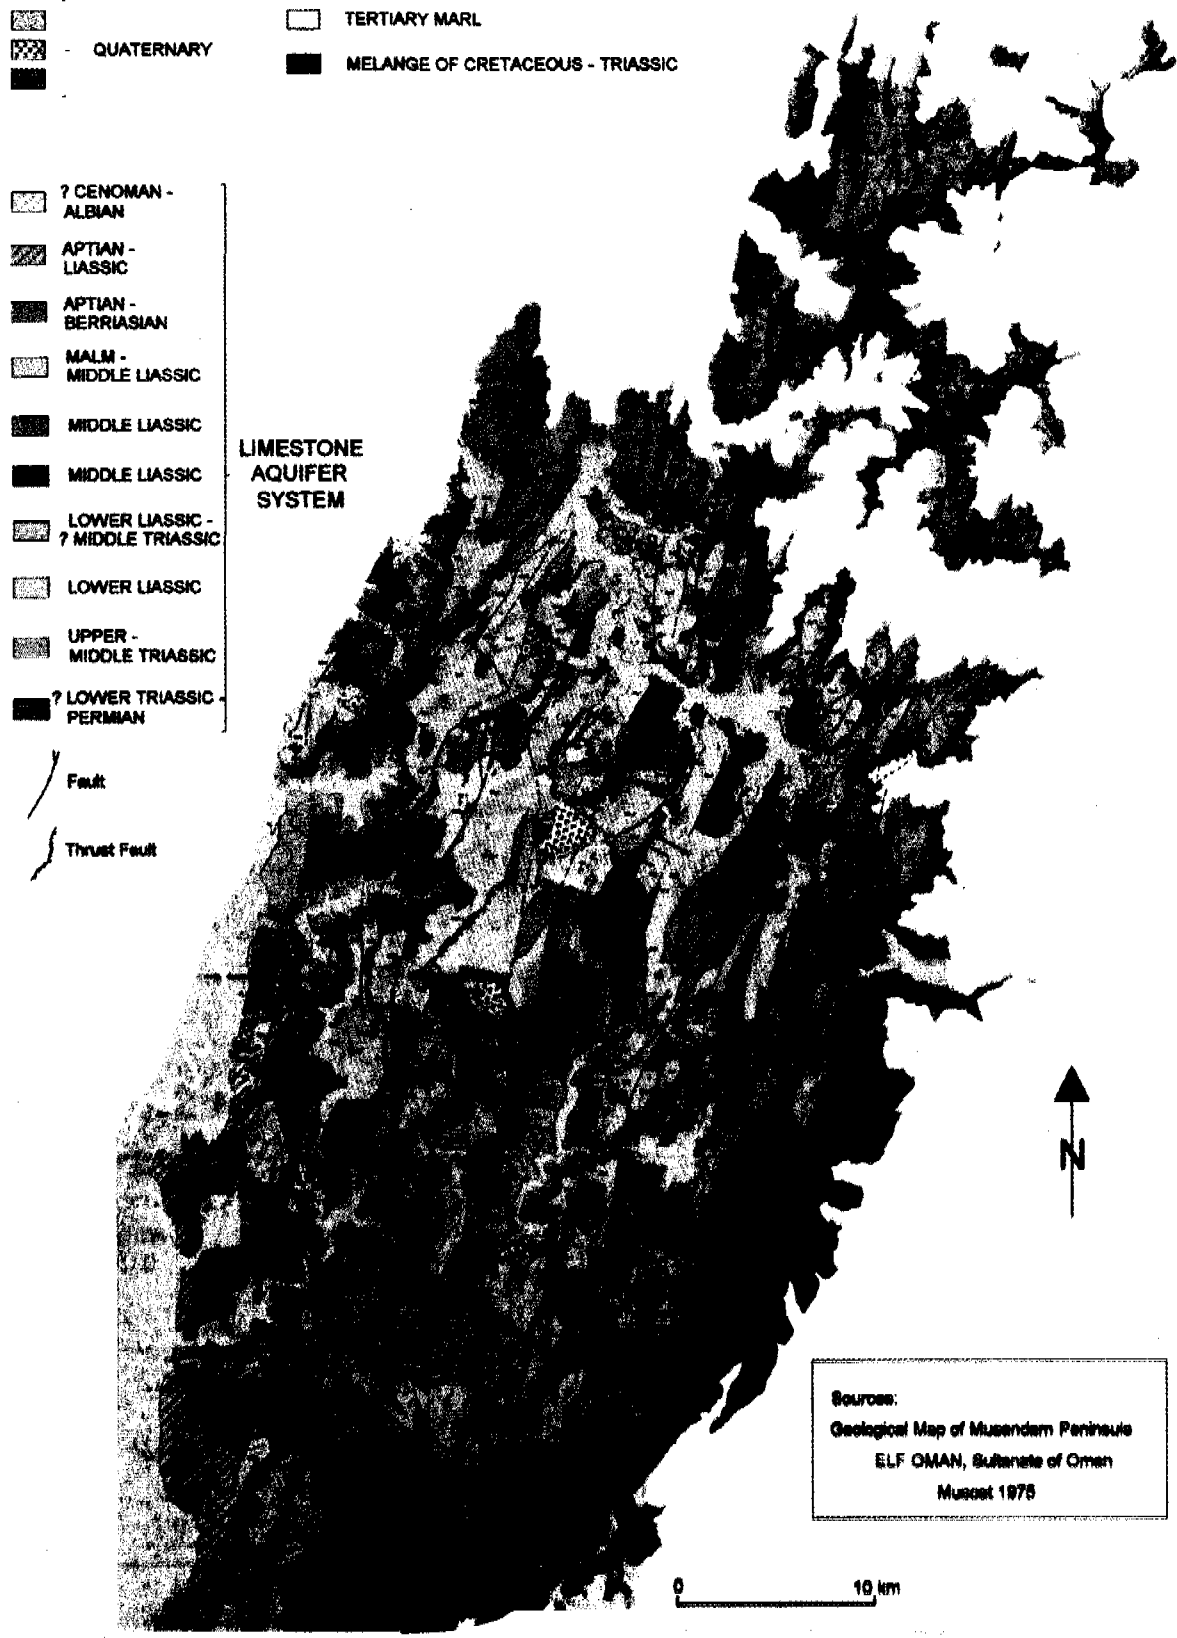 TERTIARY MARL
- QUATERNARY
MELANGE OF CRETACEOUS - TRIASSIC
? CENOMAN -
ALBIAN
APTIAN -
LIASSIC
APTIAN -
BERRIASIAN
MALM -
MIDDLE LIASSIC
MIDDLE LIASSIC
MIDDLE LIASSIC
LOWER LIASSIC -
? MIDDLE TRIASSIC
LOWER LIASSIC
UPPER -
MIDDLE TRIASSIC
? LOWER TRIASSIC -
PERMIAN
LIMESTONE
AQUIFER
SYSTEM
Fault
Thrust Fault
N
Sources:
Geological Map of Musendam Peninsula
ELF OMAN, Sultanate of Oman
Muscat 1975
0 10 km